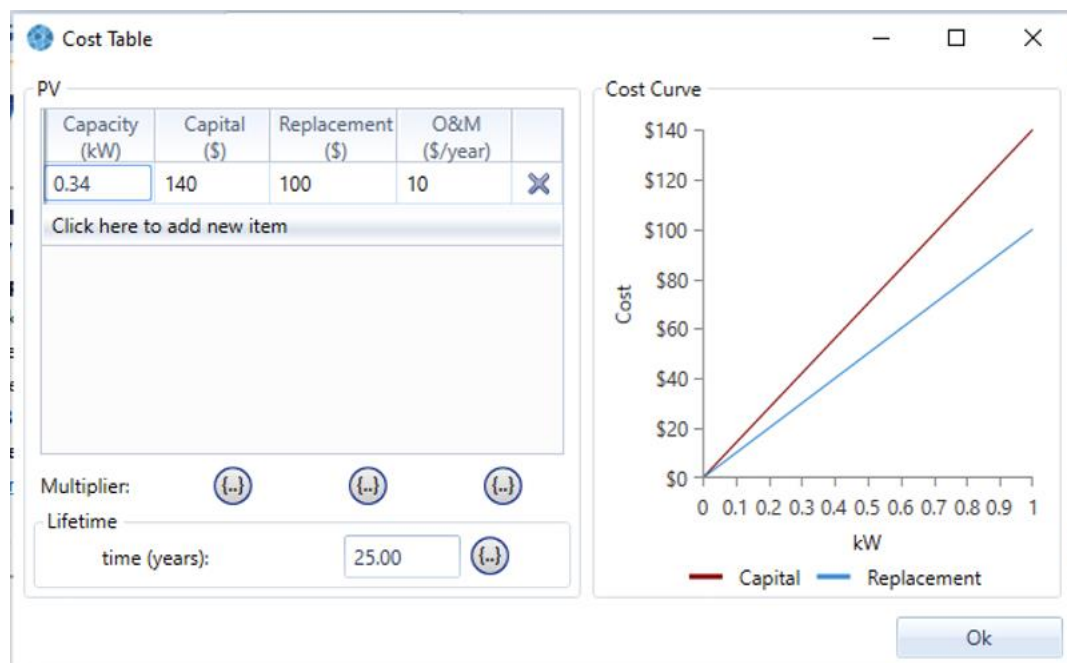 Cost Table
PV
Capacity (kW) Capital ($) Replacement ($) O&M ($/year)
0.34 140 100 10
Click here to add new item
Multiplier: {..} {..} {..}
Lifetime
time (years): 25.00 {..}
Cost Curve
$140
$120
$100
$80
$60
$40
$20
$0
Cost
0 0.1 0.2 0.3 0.4 0.5 0.6 0.7 0.8 0.9 1
kW
Capital Replacement
Ok